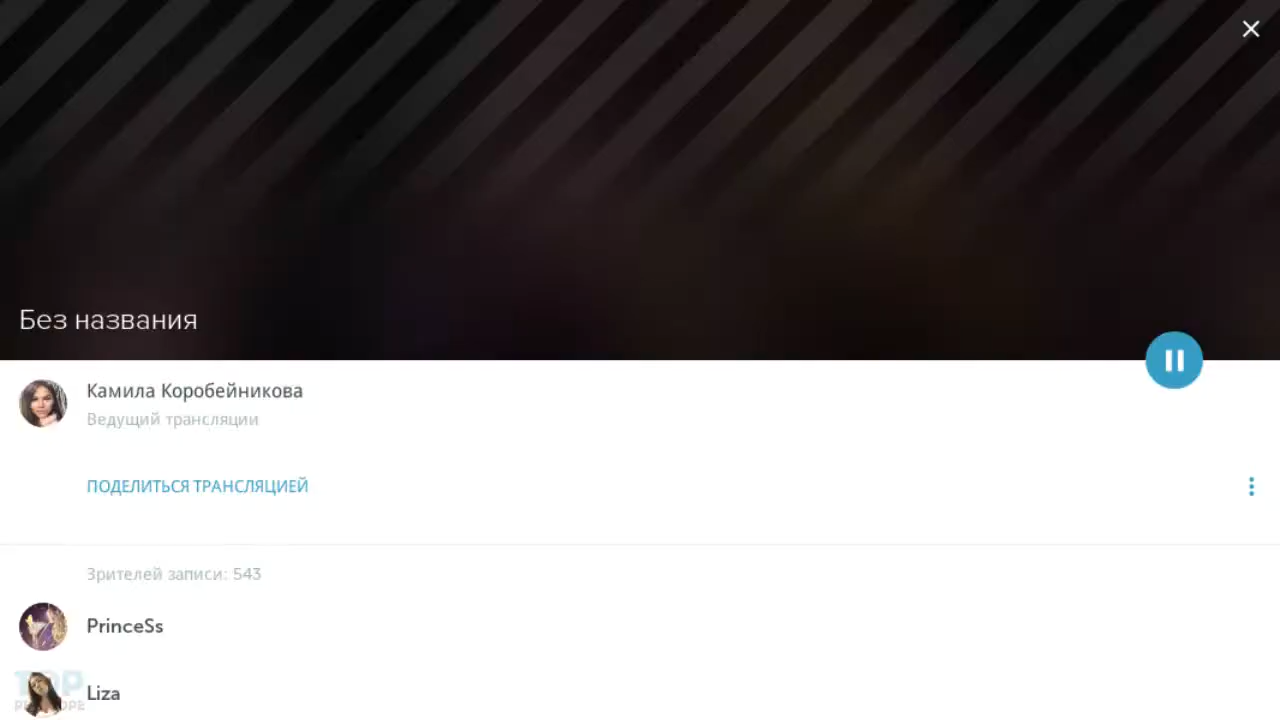 Без названия
Камила Коробейникова
Ведущий трансляции
ПОДЕЛИТЬСЯ ТРАНСЛЯЦИЕЙ
Зрителей записи: 543
PrinceSs
Liza